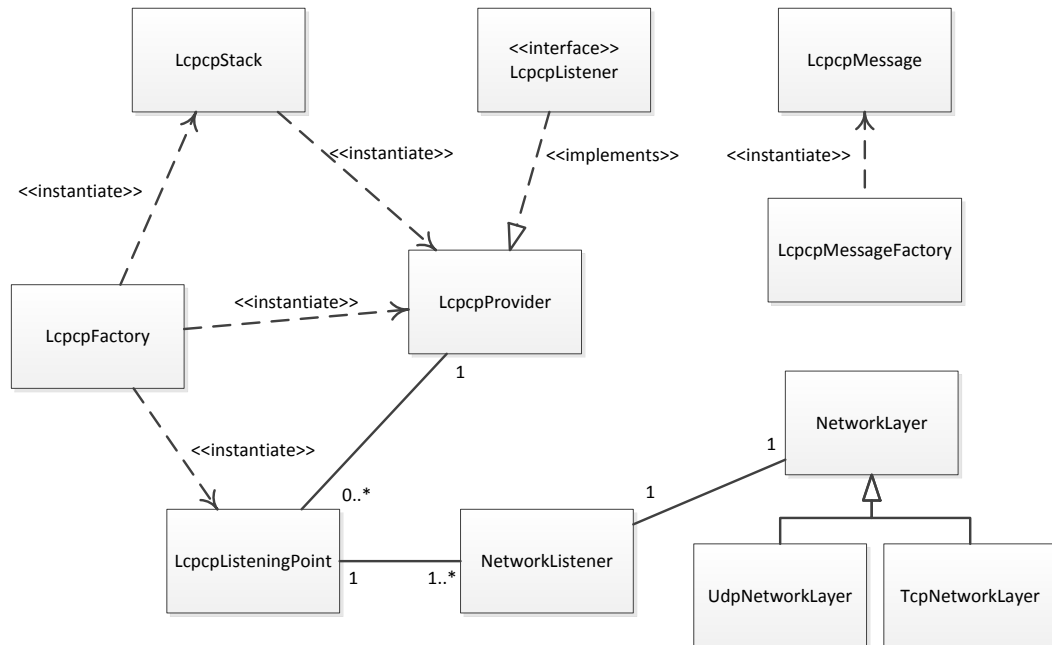 LcpcpStack
<<interface>>
LcpcpListener
LcpcpMessage
<<instantiate>>
<<implements>>
<<instantiate>>
<<instantiate>>
LcpcpMessageFactory
LcpcpProvider
<<instantiate>>
LcpcpFactory
1
<<instantiate>>
NetworkLayer
1
0..*
1
LcpcpListeningPoint
NetworkListener
1
1..*
UdpNetworkLayer
TcpNetworkLayer